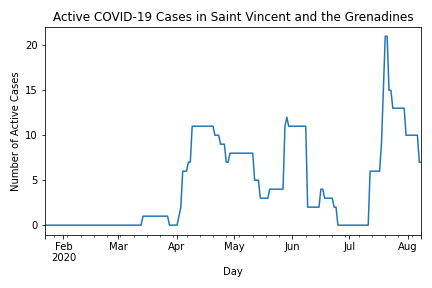 Active COVID-19 Cases in Saint Vincent and the Grenadines
Number of Active Cases
20
15
10
5
0
Feb Mar Apr May Jun Jul Aug
2020
Day